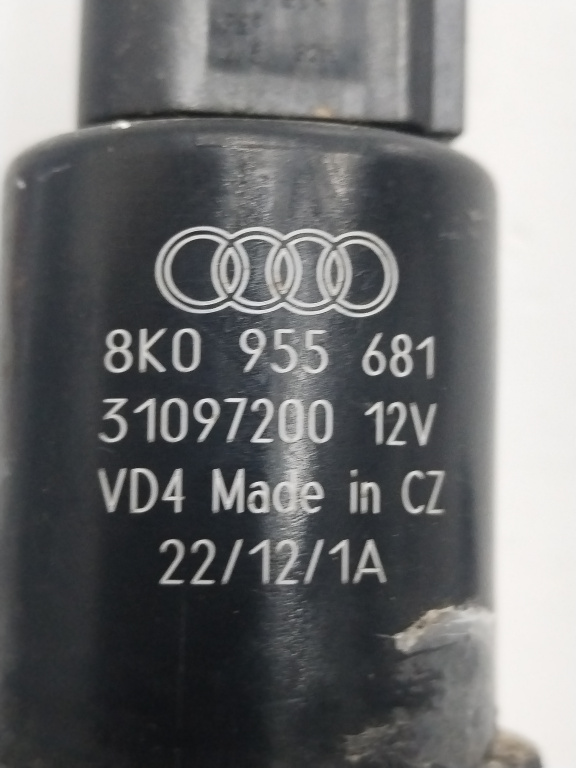 8K0 955 681
31097200 12V
VD4 Made in CZ
22/12/1A